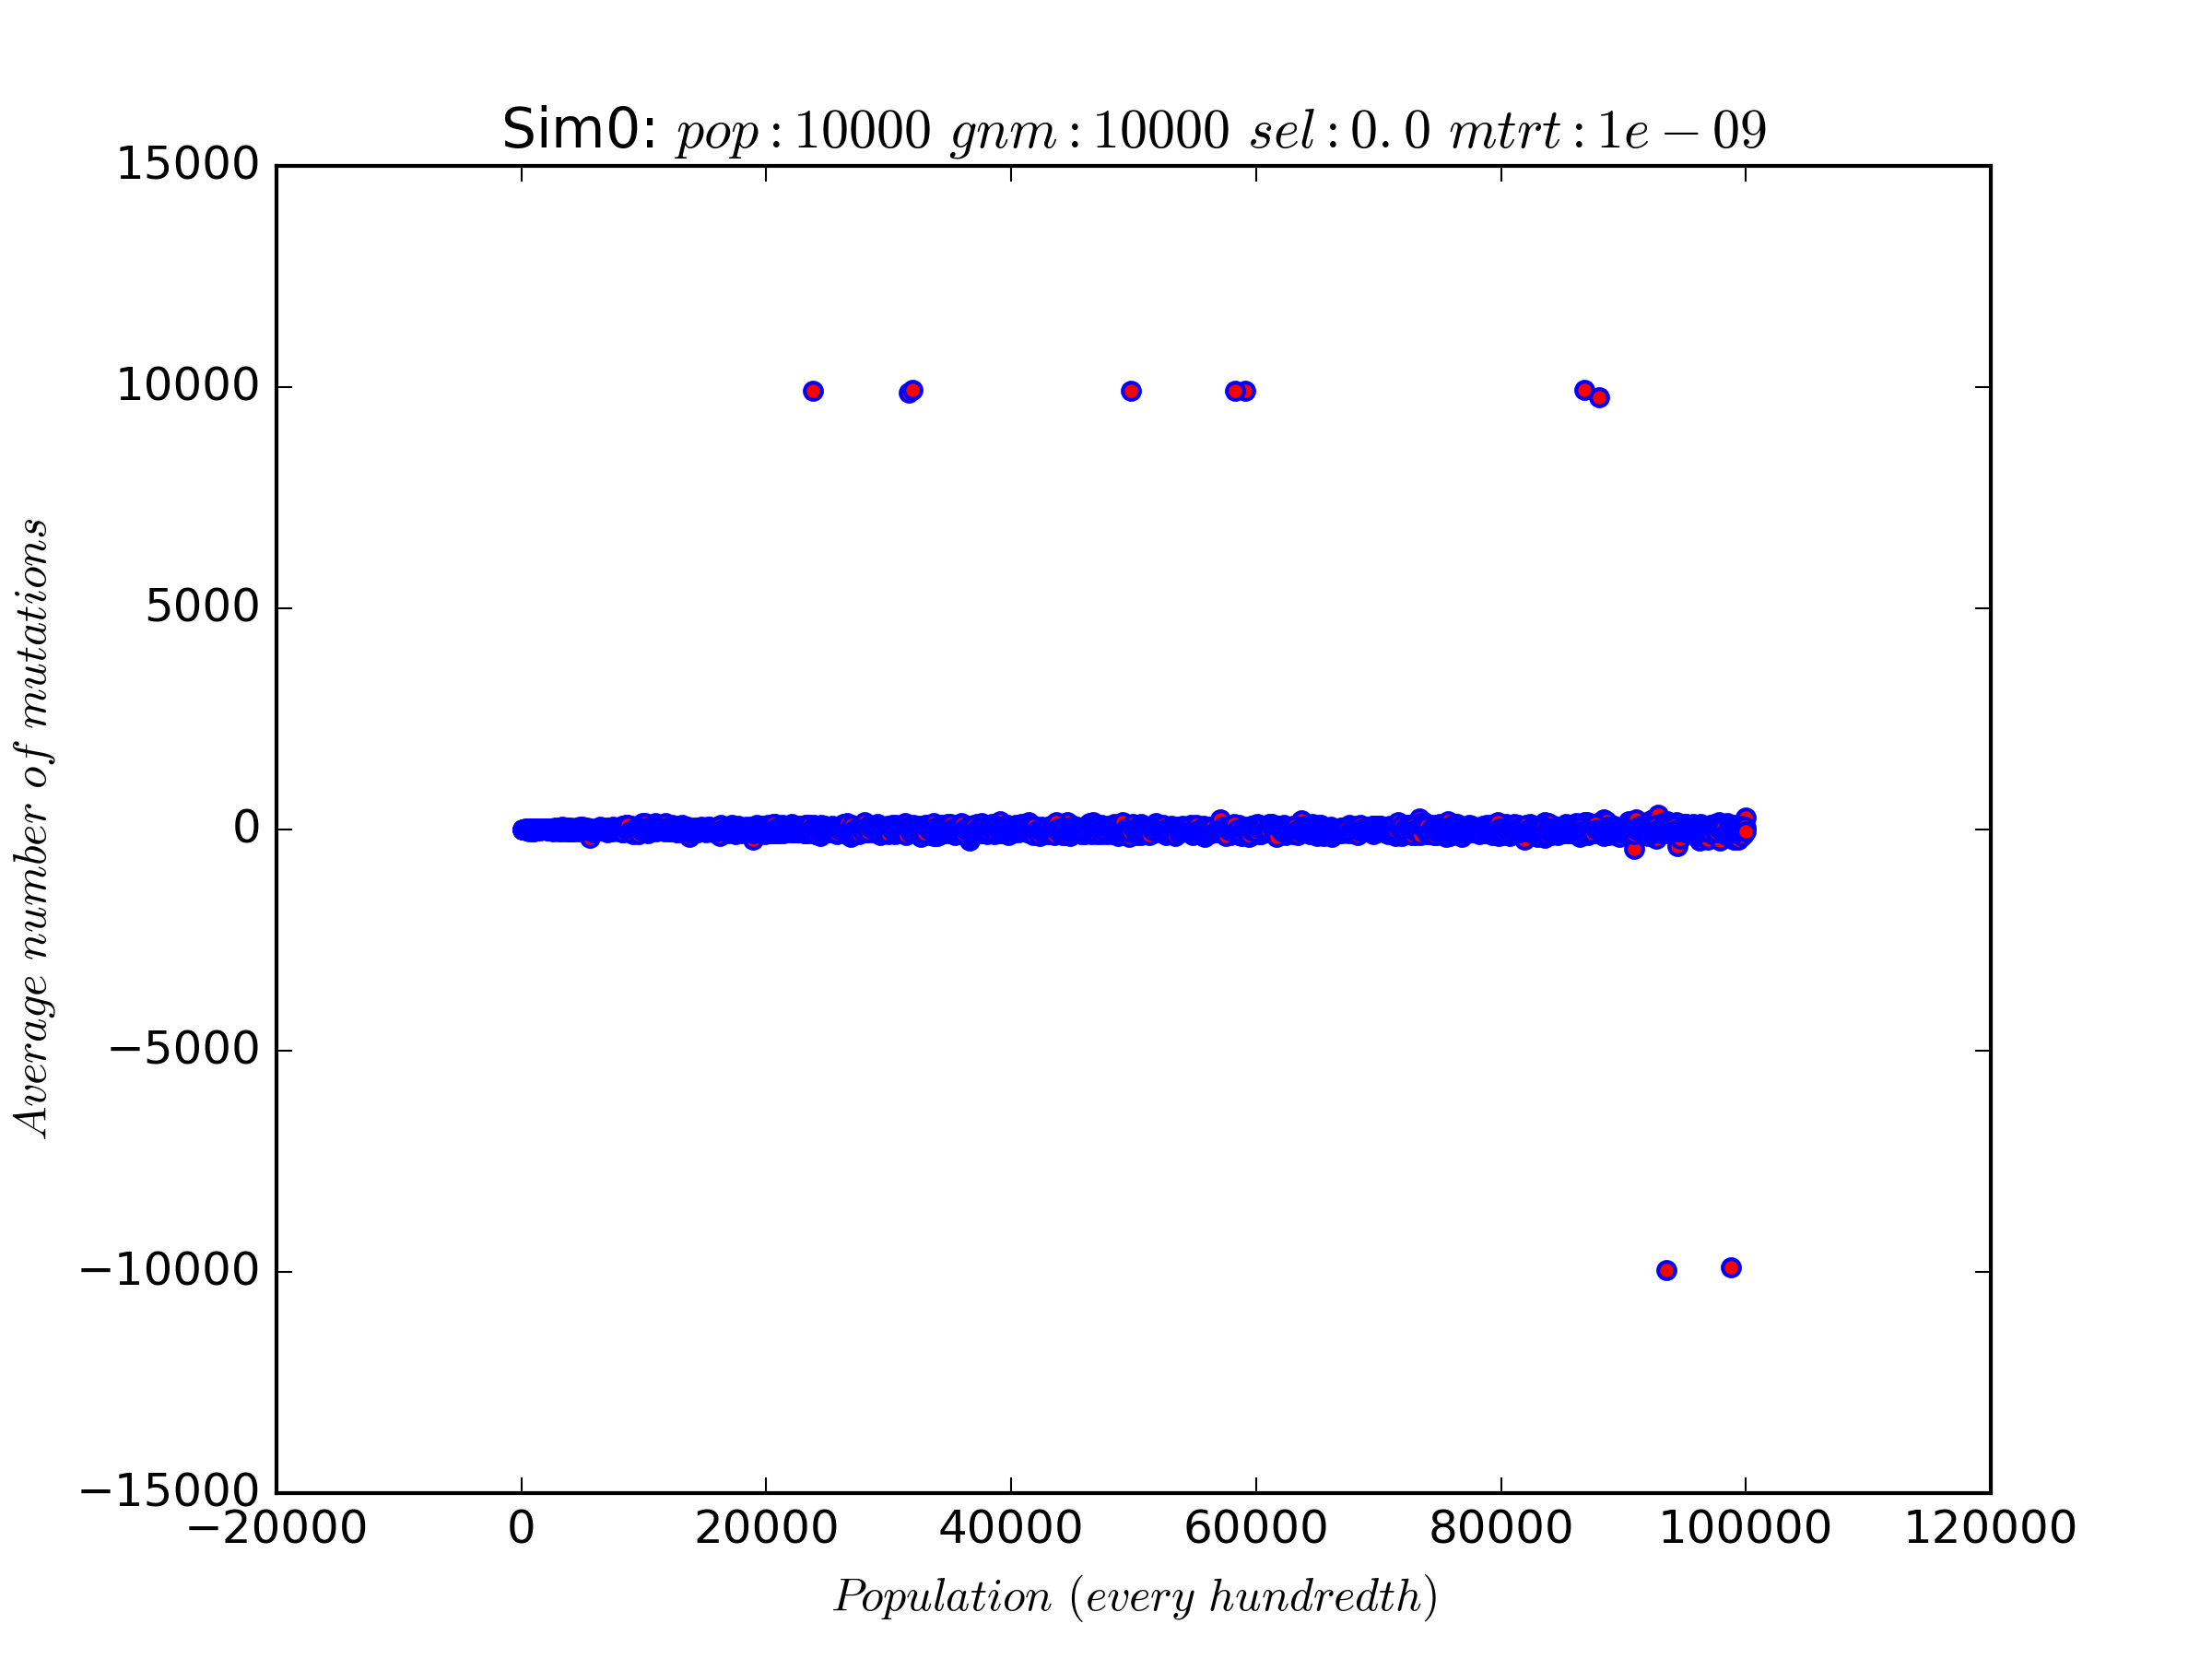 Sim0: pop : 10000 gnm : 10000 sel : 0.0 mtrt : 1e − 09
15000
10000
5000
0
−5000
−10000
−15000
Average number of mutations
−20000 0 20000 40000 60000 80000 100000 120000
Population (every hundredth)